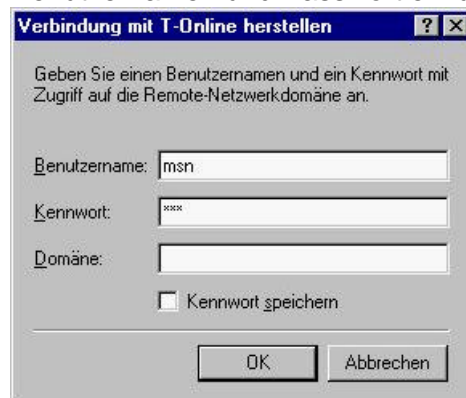 Verbindung mit T-Online herstellen
Geben Sie einen Benutzernamen und ein Kennwort mit
Zugriff auf die Remote-Netzwerkdomäne an.
Benutzername: msn
Kennwort: ***
Domäne:
Kennwort speichern
OK Abbrechen